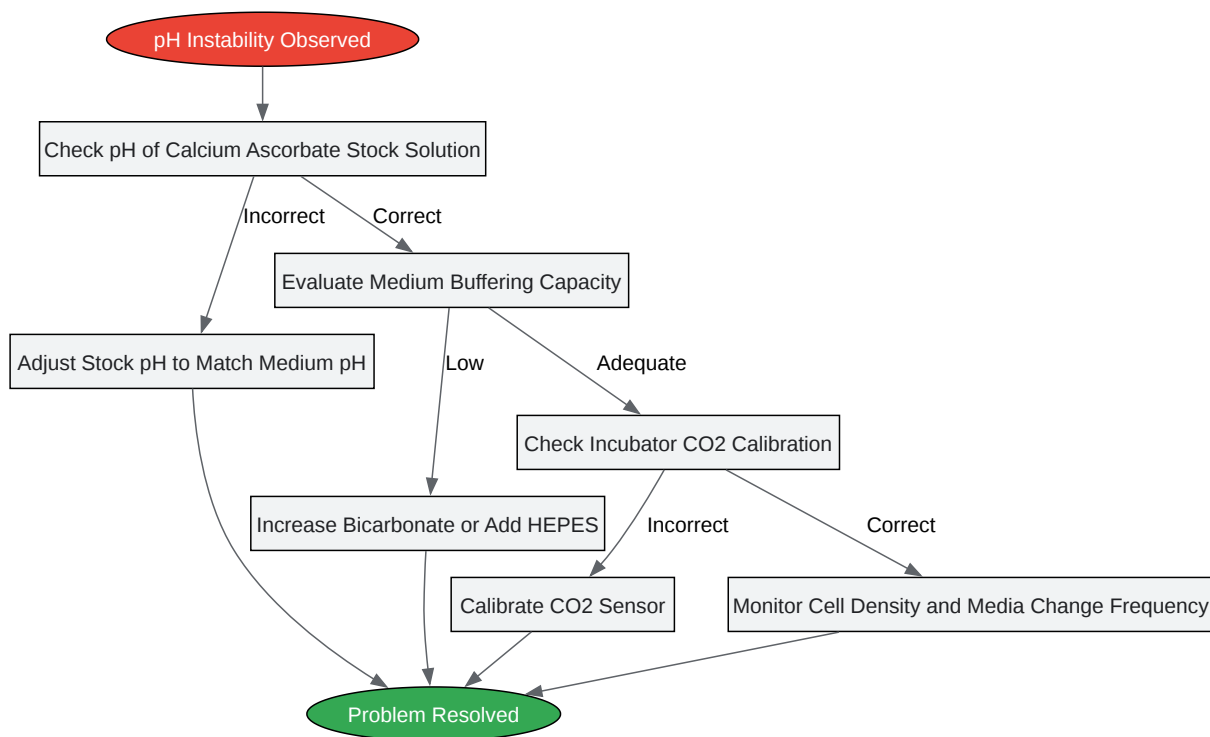 pH Instability Observed
Check pH of Calcium Ascorbate Stock Solution
Incorrect
Correct
Evaluate Medium Buffering Capacity
Adjust Stock pH to Match Medium pH
Low
Adequate
Check Incubator CO2 Calibration
Increase Bicarbonate or Add HEPES
Incorrect
Correct
Calibrate CO2 Sensor
Monitor Cell Density and Media Change Frequency
Problem Resolved